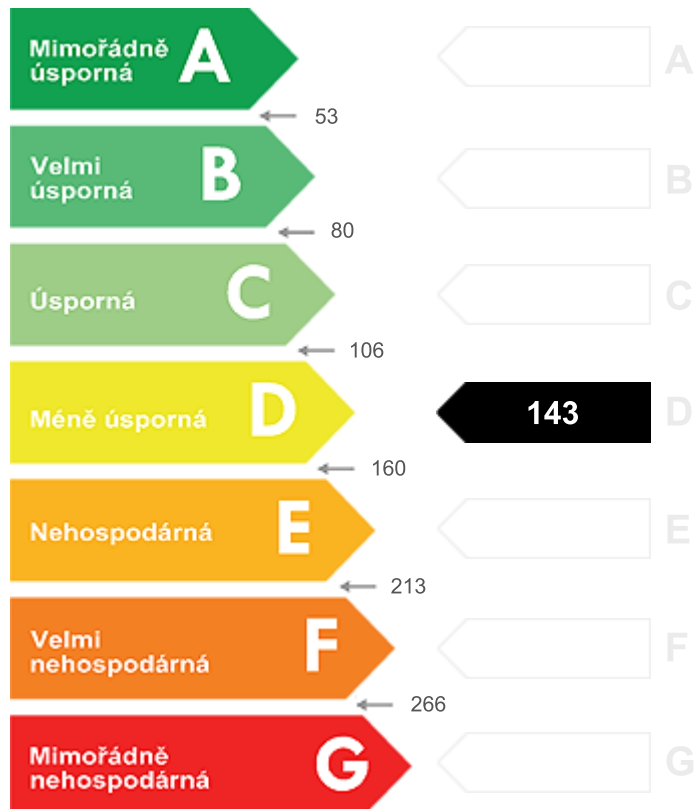 Mimořádně
úsporná
A
A
53
Velmi
úsporná
B
B
80
Úsporná
C
C
106
Méně úsporná
D
143
D
160
Nehospodárná
E
E
213
Velmi
nehospodárná
F
F
266
Mimořádně
nehospodárná
G
G